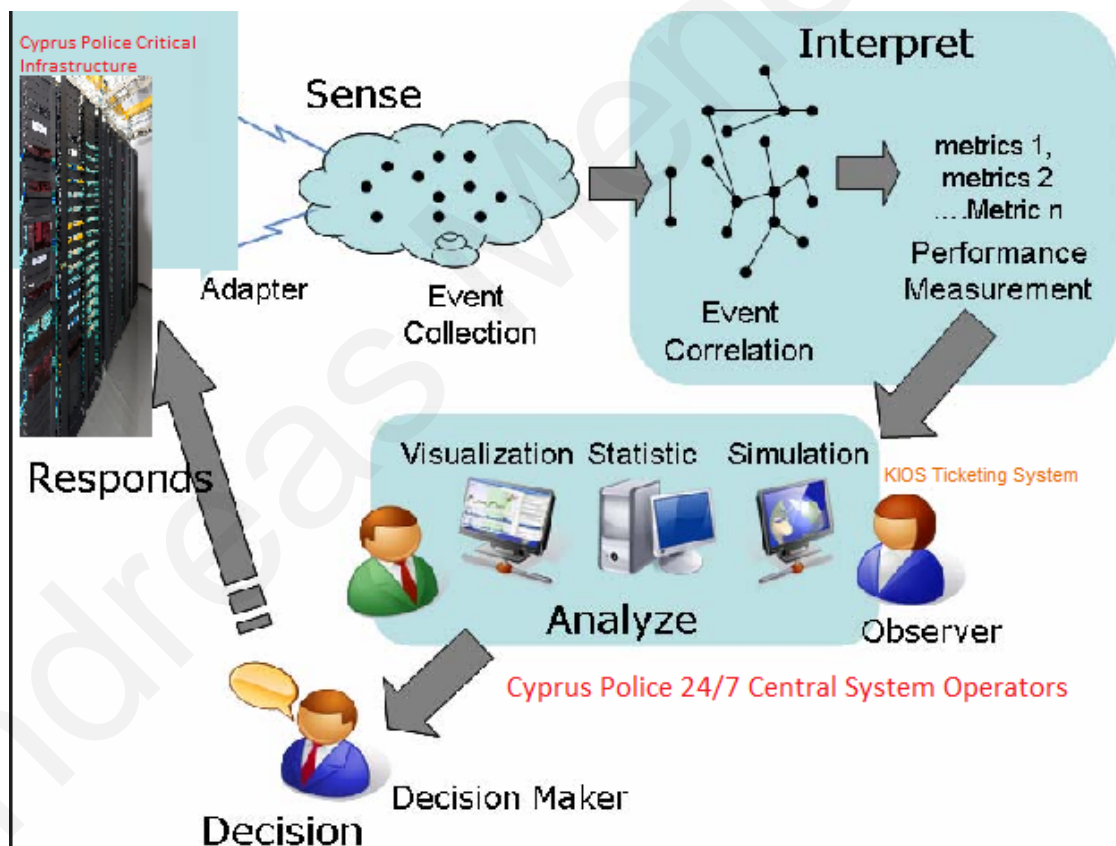 Cyprus Police Critical
Infrastructure
Sense
Adapter
Event
Collection
Interpret
Event
Correlation
metrics 1,
metrics 2
....Metric n
Performance
Measurement
Visualization
Statistic
Simulation
KIOS Ticketing System
Analyze
Observer
Cyprus Police 24/7 Central System Operators
Decision Maker
Decision
Responds